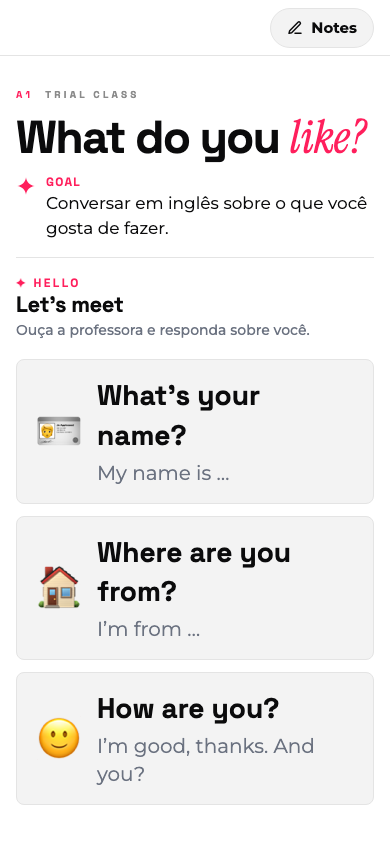 Notes
A1 TRIAL CLASS
What do you like?
GOAL
Conversar em inglês sobre o que você
gosta de fazer.
HELLO
Let’s meet
Ouça a professora e responda sobre você.
What’s your
name?
My name is ...
Where are you
from?
I’m from ...
How are you?
I’m good, thanks. And
you?